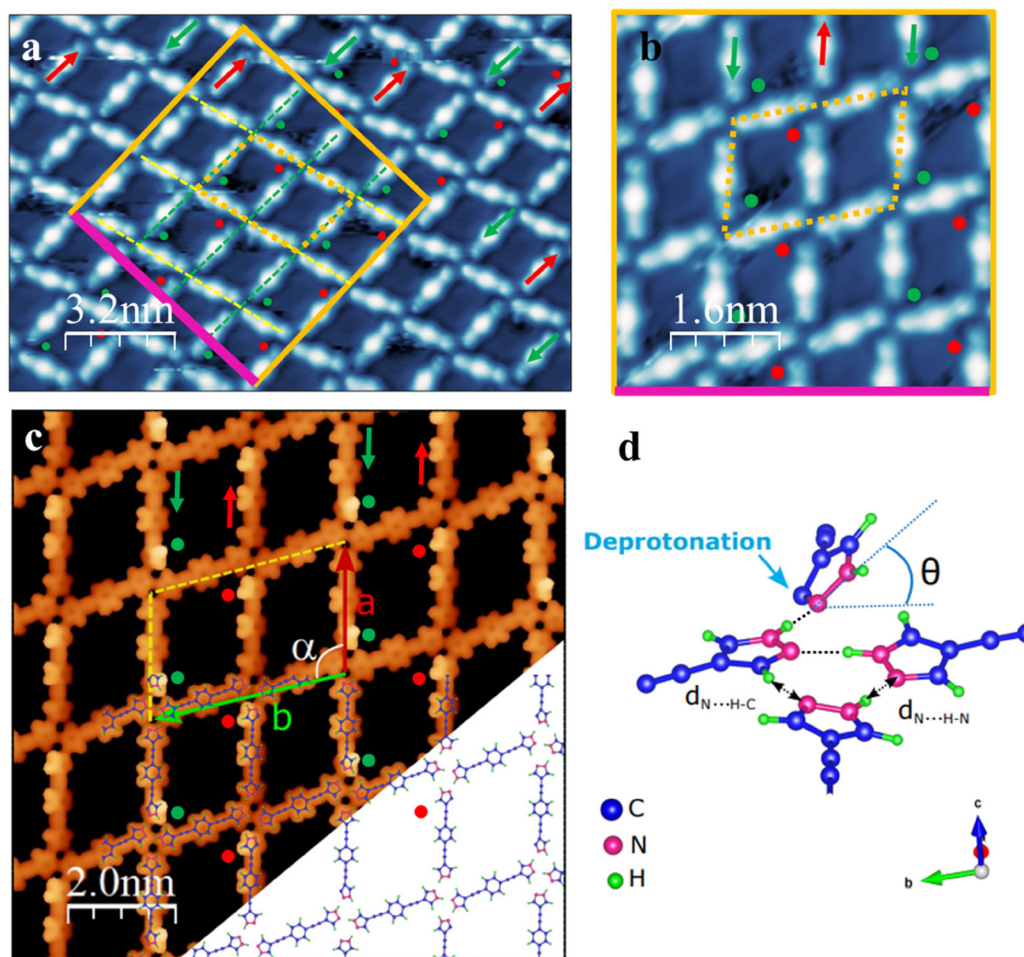 a
3.2nm
b
1.6nm
c
a
α
b
2.0nm
d
Deprotonation
θ
dN···H-C
dN···H-N
C
N
H
c
b